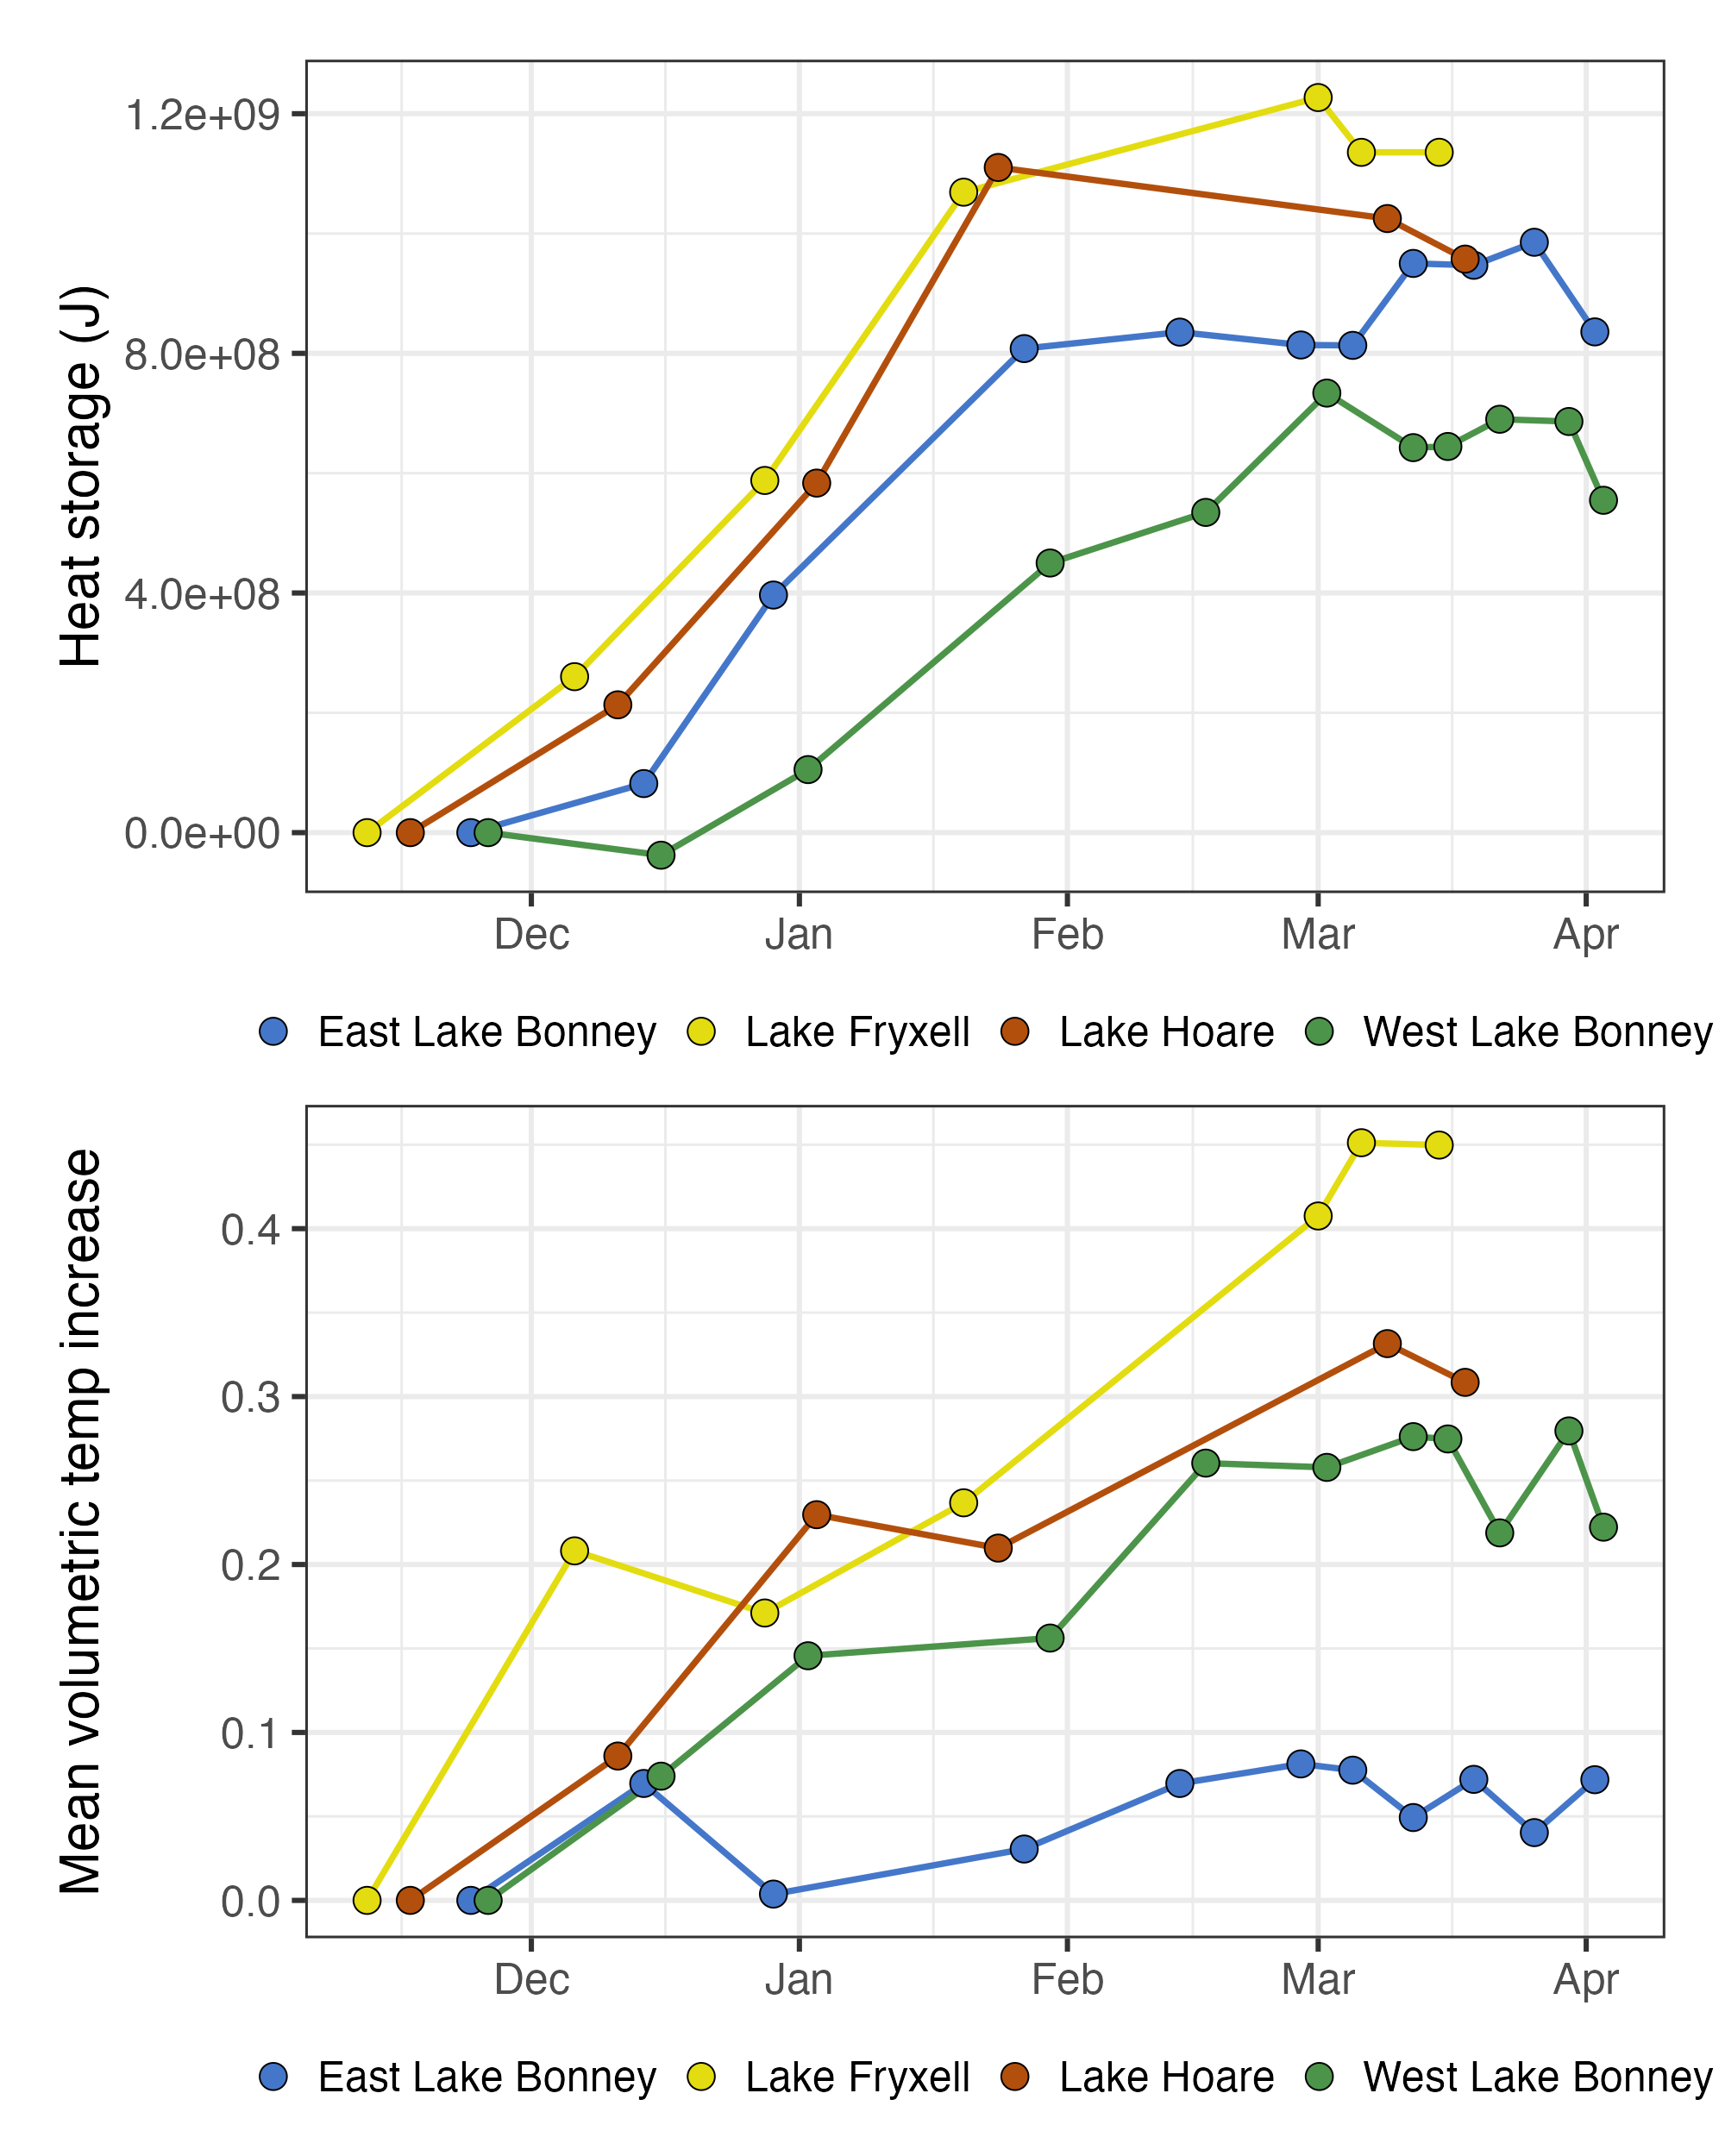 Heat storage (J)
1.2e+09
8.0e+08
4.0e+08
0.0e+00
Dec Jan Feb Mar Apr
East Lake Bonney Lake Fryxell Lake Hoare West Lake Bonney
Mean volumetric temp increase
0.4
0.3
0.2
0.1
0.0
Dec Jan Feb Mar Apr
East Lake Bonney Lake Fryxell Lake Hoare West Lake Bonney